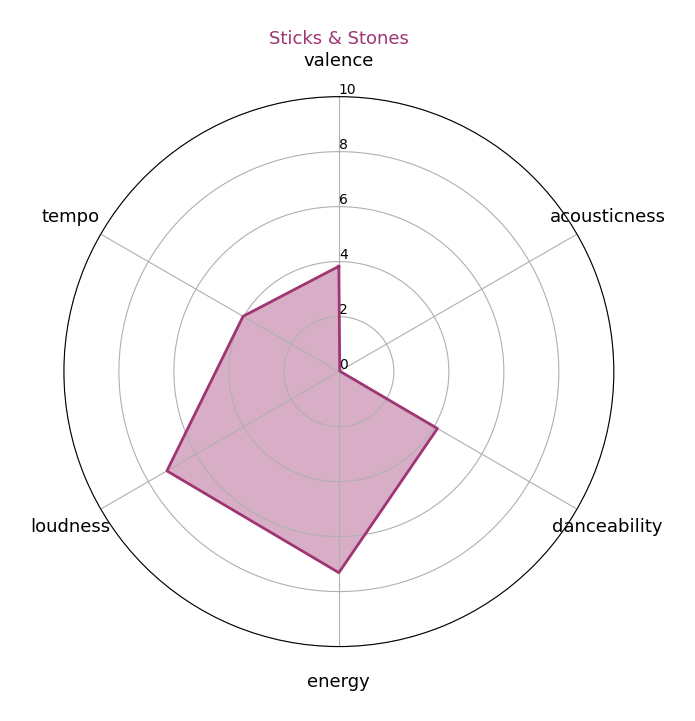 Sticks & Stones
valence
10
8
tempo
acousticness
6
4
2
0
loudness
danceability
energy